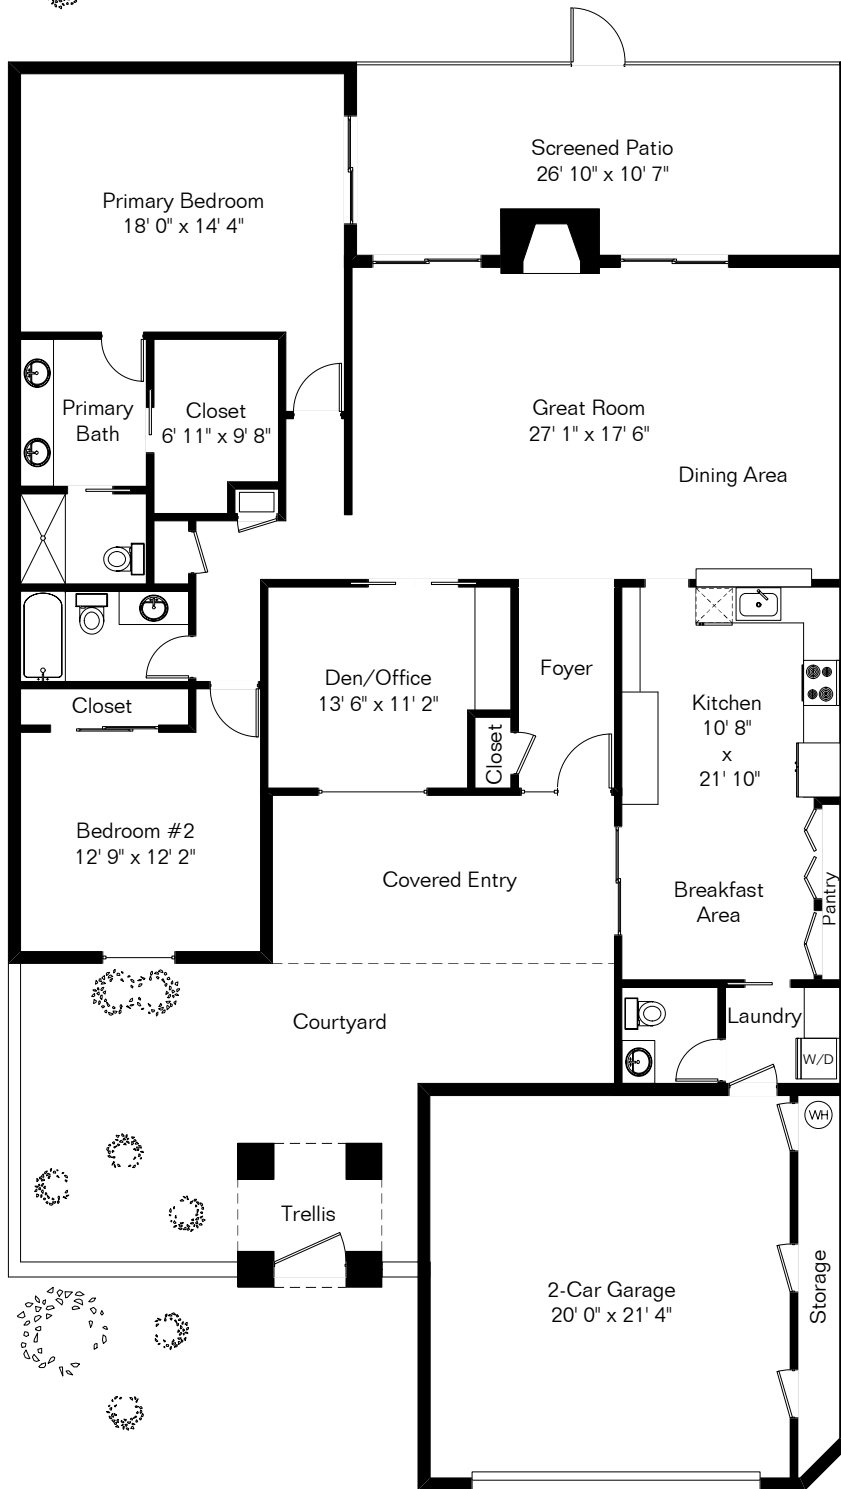 Screened Patio
26' 10" x 10' 7"
Primary Bedroom
18' 0" x 14' 4"
Primary
Bath
Closet
6' 11" x 9' 8"
Great Room
27' 1" x 17' 6"
Dining Area
Den/Office
13' 6" x 11' 2"
Foyer
Kitchen
10' 8"
x
21' 10"
Closet
Closet
Bedroom #2
12' 9" x 12' 2"
Covered Entry
Breakfast
Area
Pantry
Courtyard
Laundry
W/D
WH
Trellis
2-Car Garage
20' 0" x 21' 4"
Storage